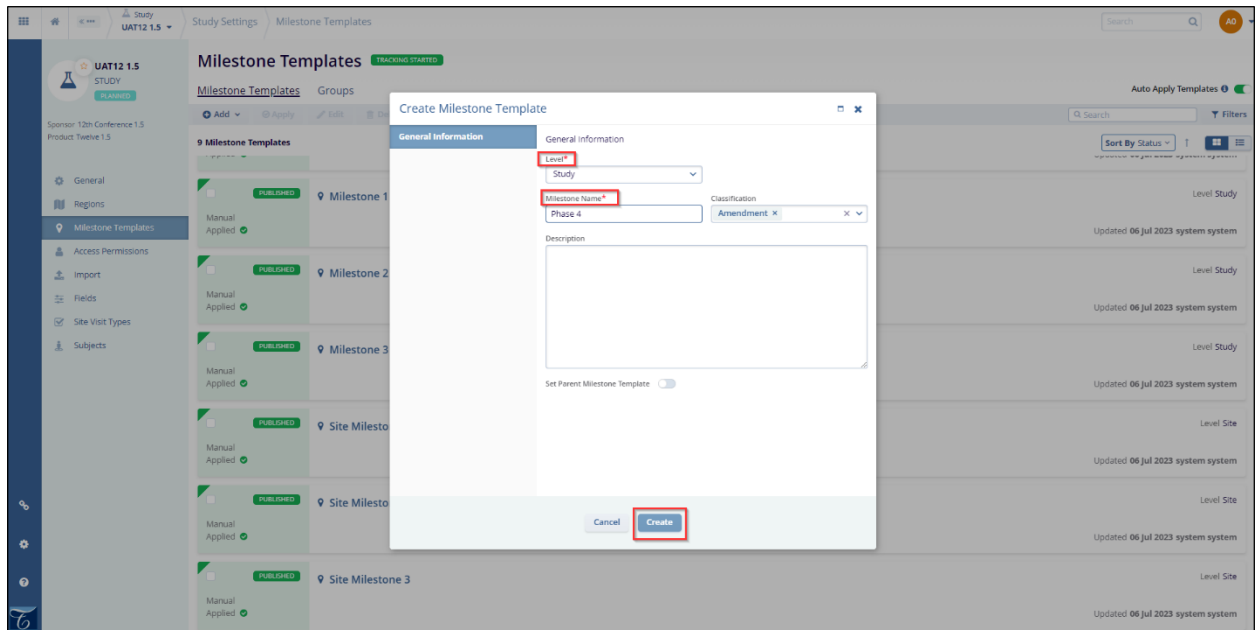 Study
UAT12 1.5
Study Settings
Milestone Templates
Search
AO
UAT12 1.5
STUDY
PLANNED
Sponsor 12th Conference 1.5
Product Twelve 1.5
General
Regions
Milestone Templates
Access Permissions
Import
Fields
Site Visit Types
Subjects
Milestone Templates TRACKING STARTED
Milestone Templates Groups
Auto Apply Templates
Add Apply Edit
Search Filters
9 Milestone Templates
Sort By Status
PUBLISHED
Milestone 1
Level Study
Manual
Applied
Updated 06 Jul 2023 system system
PUBLISHED
Milestone 2
Level Study
Manual
Applied
Updated 06 Jul 2023 system system
PUBLISHED
Milestone 3
Level Study
Manual
Applied
Updated 06 Jul 2023 system system
PUBLISHED
Site Milesto
Level Site
Manual
Applied
Updated 06 Jul 2023 system system
PUBLISHED
Site Milesto
Level Site
Manual
Applied
Updated 06 Jul 2023 system system
PUBLISHED
Site Milestone 3
Level Site
Manual
Applied
Updated 06 Jul 2023 system system
Create Milestone Template
General Information
General Information
Level*
Study
Milestone Name*
Classification
Phase 4
Amendment ×
Description
Set Parent Milestone Template
Cancel
Create